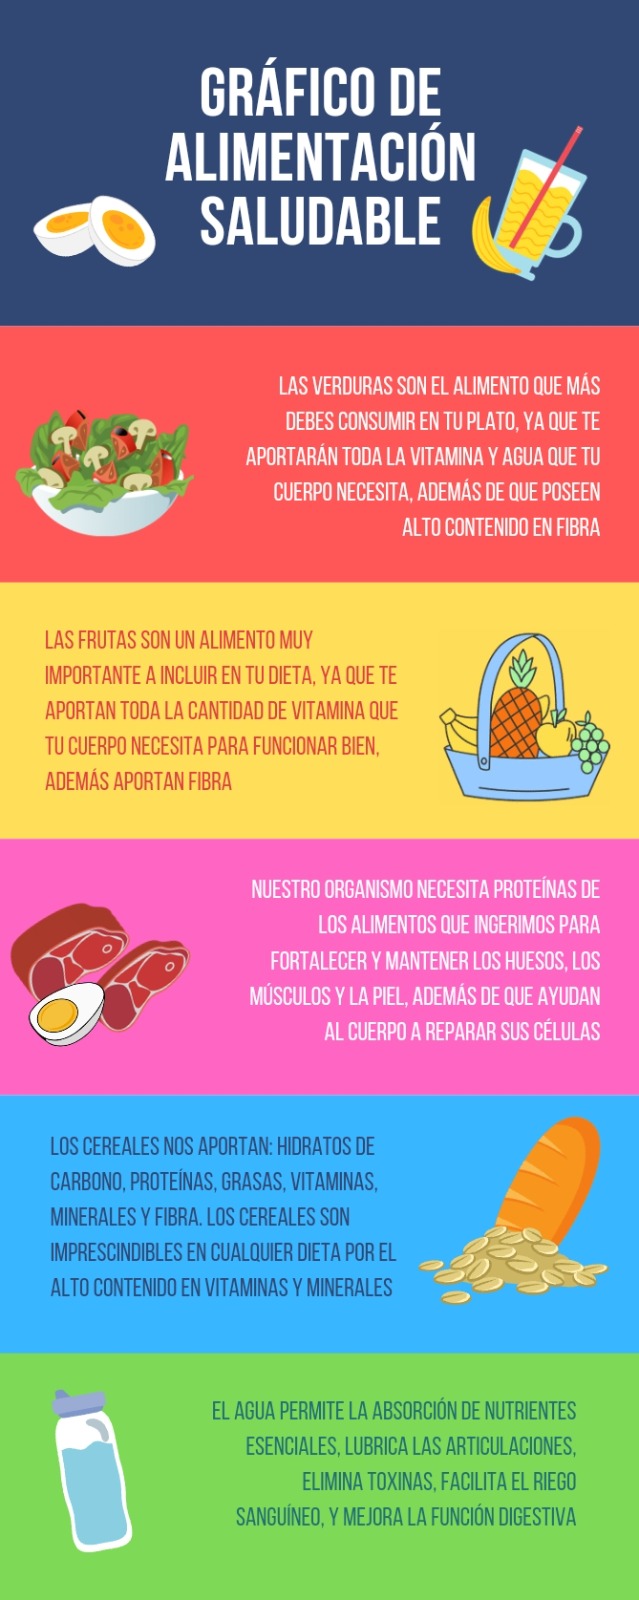 GRÁFICO DE
ALIMENTACIÓN
SALUDABLE
LAS VERDURAS SON EL ALIMENTO QUE MÁS
DEBES CONSUMIR EN TU PLATO, YA QUE TE
APORTARÁN TODA LA VITAMINA Y AGUA QUE TU
CUERPO NECESITA, ADEMÁS DE QUE POSEEN
ALTO CONTENIDO EN FIBRA
LAS FRUTAS SON UN ALIMENTO MUY
IMPORTANTE A INCLUIR EN TU DIETA, YA QUE TE
APORTAN TODA LA CANTIDAD DE VITAMINA QUE
TU CUERPO NECESITA PARA FUNCIONAR BIEN,
ADEMÁS APORTAN FIBRA
NUESTRO ORGANISMO NECESITA PROTEÍNAS DE
LOS ALIMENTOS QUE INGERIMOS PARA
FORTALECER Y MANTENER LOS HUESOS, LOS
MÚSCULOS Y LA PIEL, ADEMÁS DE QUE AYUDAN
AL CUERPO A REPARAR SUS CÉLULAS
LOS CEREALES NOS APORTAN: HIDRATOS DE
CARBONO, PROTEÍNAS, GRASAS, VITAMINAS,
MINERALES Y FIBRA. LOS CEREALES SON
IMPRESCINDIBLES EN CUALQUIER DIETA POR EL
ALTO CONTENIDO EN VITAMINAS Y MINERALES
EL AGUA PERMITE LA ABSORCIÓN DE NUTRIENTES
ESENCIALES, LUBRICA LAS ARTICULACIONES,
ELIMINA TOXINAS, FACILITA EL RIEGO
SANGUÍNEO, Y MEJORA LA FUNCIÓN DIGESTIVA